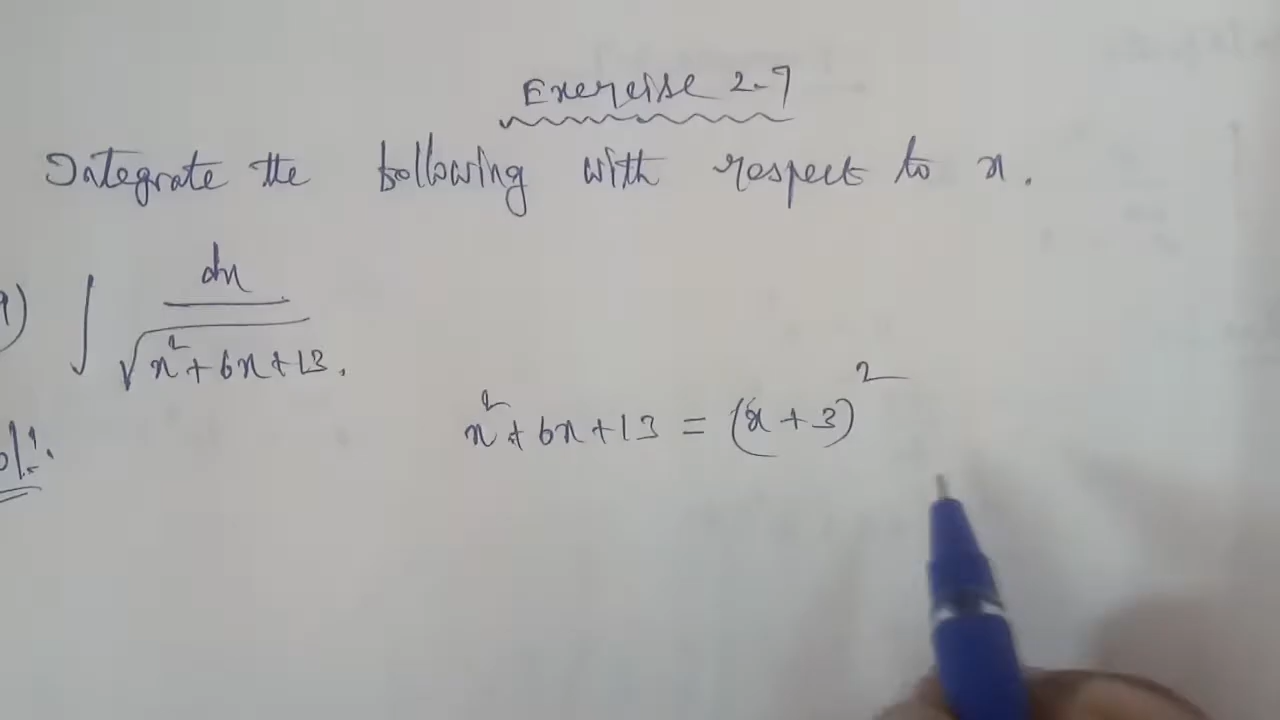 Exercise 2.7
Integrate the following with respect to x.
9) ∫ dx / √(x²+6x+13).
x²+6x+13 = (x+3)²
Sol: